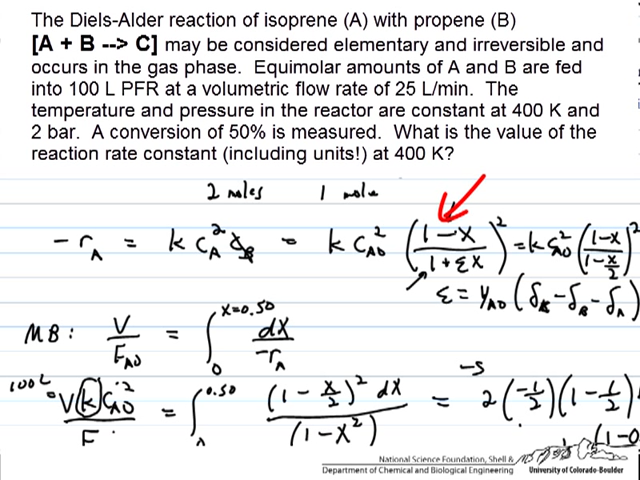 The Diels-Alder reaction of isoprene (A) with propene (B)
[A + B --> C] may be considered elementary and irreversible and
occurs in the gas phase. Equimolar amounts of A and B are fed
into 100 L PFR at a volumetric flow rate of 25 L/min. The
temperature and pressure in the reactor are constant at 400 K and
2 bar. A conversion of 50% is measured. What is the value of the
reaction rate constant (including units!) at 400 K?
2 moles 1 mole
-r_A = k C_A^2 = k C_A0^2 ((1-X)/(1+εX))^2 = k C_A0^2 ((1-X)/(1-X/2))^2
ε = y_A0 (δ - δ_B - δ_A)
MB: V/F_A0 = ∫_0^{X=0.50} dX/-r_A
100 L
V k C_A0^2 / F = ∫^{0.50} (1 - X/2)^2 dX / (1-X^2) = 2 (-1/2)(1-1/2)
National Science Foundation, Shell &
Department of Chemical and Biological Engineering University of Colorado-Boulder